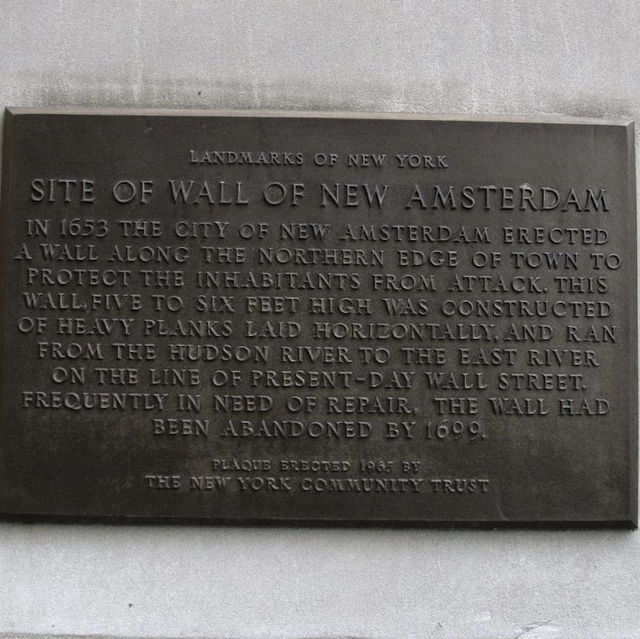 LANDMARKS OF NEW YORK
SITE OF WALL OF NEW AMSTERDAM
IN 1653 THE CITY OF NEW AMSTERDAM ERECTED
A WALL ALONG THE NORTHERN EDGE OF TOWN TO
PROTECT THE INHABITANTS FROM ATTACK. THIS
WALL, FIVE TO SIX FEET HIGH WAS CONSTRUCTED
OF HEAVY PLANKS LAID HORIZONTALLY, AND RAN
FROM THE HUDSON RIVER TO THE EAST RIVER
ON THE LINE OF PRESENT-DAY WALL STREET.
FREQUENTLY IN NEED OF REPAIR, THE WALL HAD
BEEN ABANDONED BY 1699.
PLAQUE ERECTED 1965 BY
THE NEW YORK COMMUNITY TRUST